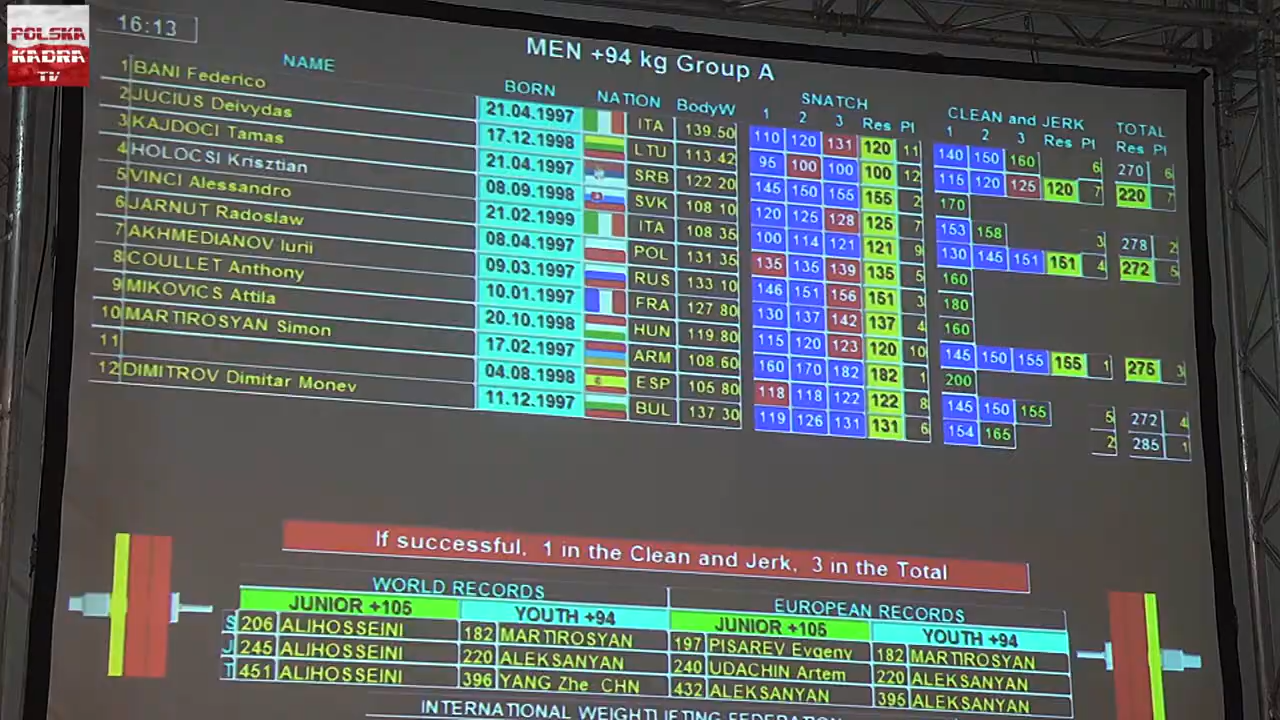 POLSKA
KADRA
TV
16:13
MEN +94 kg Group A
NAME BORN NATION BodyW SNATCH CLEAN and JERK TOTAL
1 2 3 Res Pl 1 2 3 Res Pl Res Pl
1 BANI Federico 21.04.1997 ITA 139.50 110 120 131 120 11 140 150 160 6 270 6
2 JUCIUS Deivydas 17.12.1998 LTU 113.42 95 100 100 100 12 115 120 125 120 7 220 7
3 KAJDOCI Tamas 21.04.1997 SRB 122.20 145 150 155 155 2 170
4 HOLOCSI Krisztian 08.09.1998 SVK 108.10 120 125 128 125 7 153 158 3 278 2
5 VINCI Alessandro 21.02.1999 ITA 108.35 100 114 121 121 9 130 145 151 151 4 272 5
6 JARNUT Radoslaw 08.04.1997 POL 131.35 135 135 139 135 5 160
7 AKHMEDIANOV Iurii 09.03.1997 RUS 133.10 146 151 156 151 3 180
8 COULLET Anthony 10.01.1997 FRA 127.80 130 137 142 137 4 160
9 MIKOVICS Attila 20.10.1998 HUN 119.80 115 120 123 120 10 145 150 155 155 1 275 3
10 MARTIROSYAN Simon 17.02.1997 ARM 108.60 160 170 182 182 1 200
11 04.08.1998 ESP 105.80 118 118 122 122 8 145 150 155 5 272 4
12 DIMITROV Dimitar Monev 11.12.1997 BUL 137.30 119 126 131 131 6 154 165 2 285 1
If successful, 1 in the Clean and Jerk, 3 in the Total
WORLD RECORDS EUROPEAN RECORDS
JUNIOR +105 YOUTH +94 JUNIOR +105 YOUTH +94
S 206 ALIHOSSEINI 182 MARTIROSYAN 197 PISAREV Evgeny 182 MARTIROSYAN
J 245 ALIHOSSEINI 220 ALEKSANYAN 240 UDACHIN Artem 220 ALEKSANYAN
T 451 ALIHOSSEINI 396 YANG Zhe CHN 432 ALEKSANYAN 395 ALEKSANYAN
INTERNATIONAL WEIGHTLIFTING FEDERATION